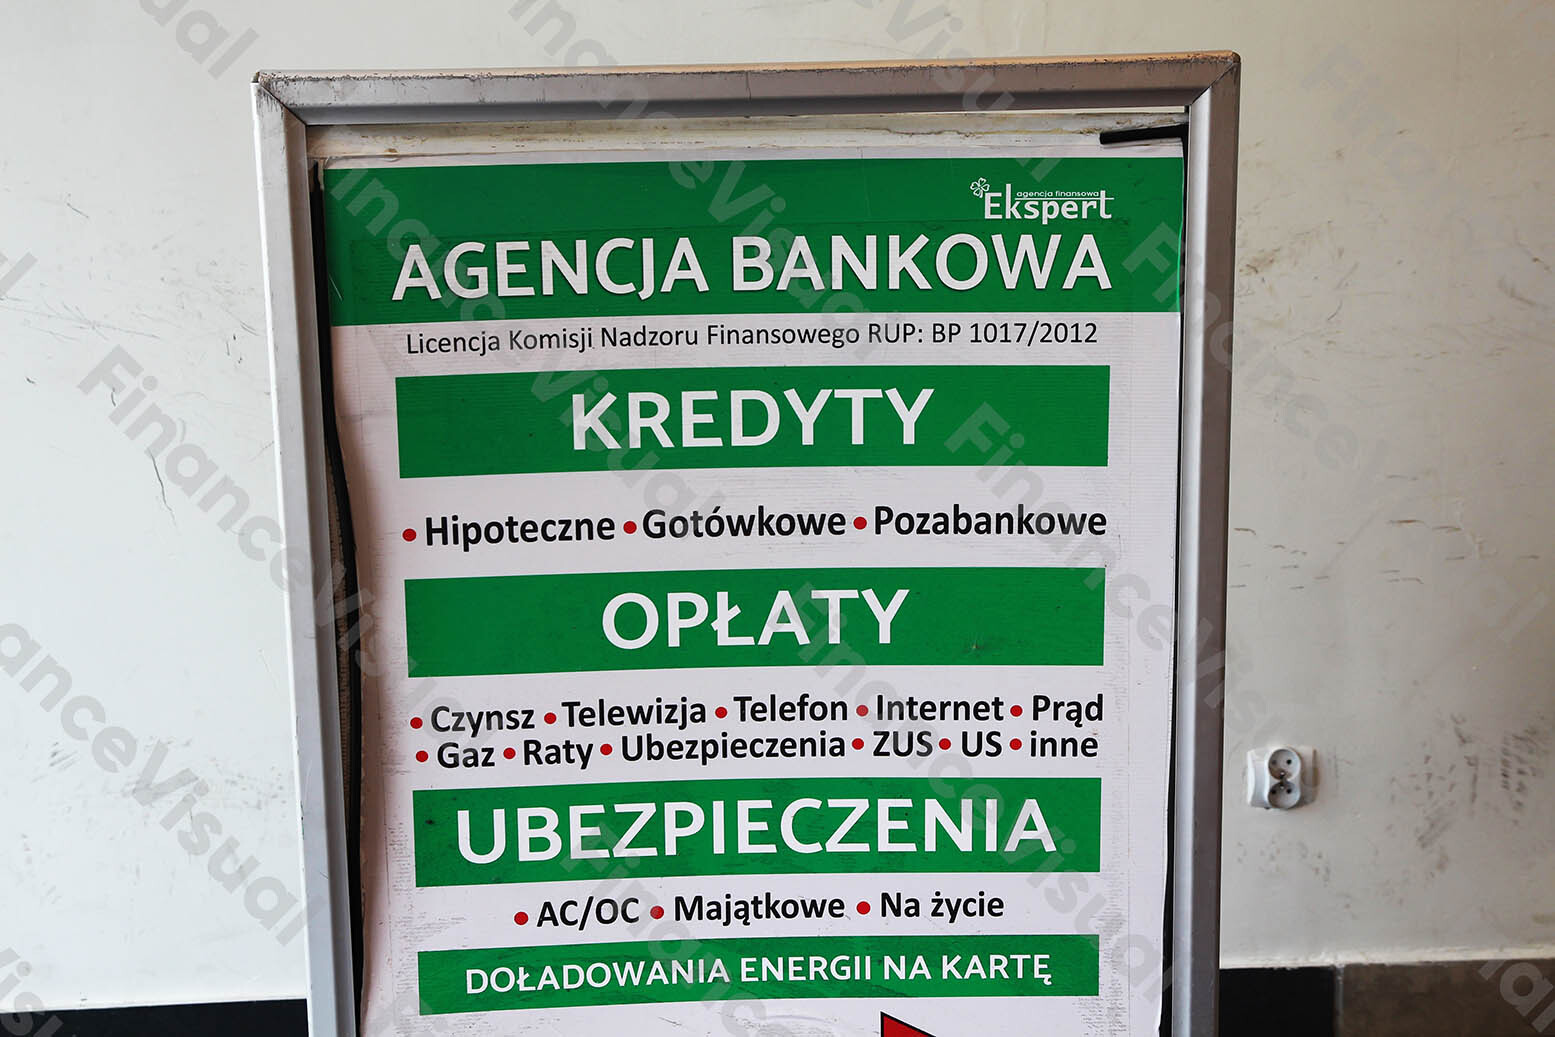 agencja finansowa
Ekspert
AGENCJA BANKOWA
Licencja Komisji Nadzoru Finansowego RUP: BP 1017/2012
KREDYTY
• Hipoteczne • Gotówkowe • Pozabankowe
OPŁATY
• Czynsz • Telewizja • Telefon • Internet • Prąd
• Gaz • Raty • Ubezpieczenia • ZUS • US • inne
UBEZPIECZENIA
• AC/OC • Majątkowe • Na życie
DOŁADOWANIA ENERGII NA KARTĘ
FinanceVisual